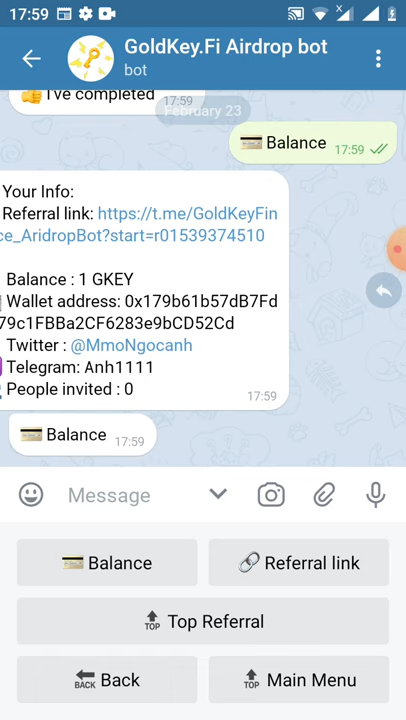 17:59
GoldKey.Fi Airdrop bot
bot
I've completed
17:59
February 23
Balance 17:59
Your Info:
Referral link: https://t.me/GoldKeyFin
ce_AridropBot?start=r01539374510
Balance : 1 GKEY
Wallet address: 0x179b61b57dB7Fd
79c1FBBa2CF6283e9bCD52Cd
Twitter : @MmoNgocanh
Telegram: Anh1111
People invited : 0
17:59
Balance 17:59
Message
Balance
Referral link
TOP Top Referral
BACK Back
TOP Main Menu